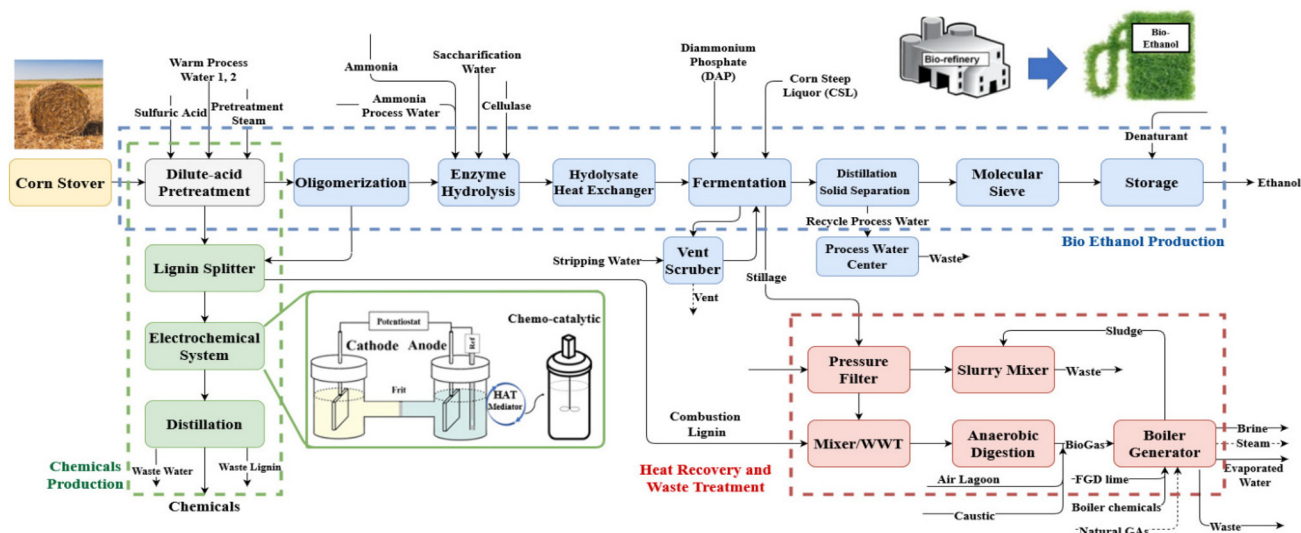 Warm Process
Water 1, 2
Sulfuric Acid
Pretreatment
Steam
Ammonia
Ammonia
Process Water
Saccharification
Water
Cellulase
Diammonium
Phosphate (DAP)
Corn Steep
Liquor (CSL)
Bio-refinery
Bio-
Ethanol
Denaturant
Corn Stover
Dilute-acid
Pretreatment
Oligomerization
Enzyme
Hydrolysis
Hydolysate
Heat Exchanger
Fermentation
Distillation
Solid Separation
Molecular
Sieve
Storage
Ethanol
Recycle Process Water
Bio Ethanol Production
Lignin Splitter
Stripping Water
Vent
Scruber
Vent
Stillage
Process Water
Center
Waste
Electrochemical
System
Potentiostat
Cathode
Anode
Ref
Frit
HAT
Mediator
Chemo-catalytic
Distillation
Waste Water
Waste Lignin
Chemicals
Production
Chemicals
Sludge
Pressure
Filter
Slurry Mixer
Waste
Combustion
Lignin
Mixer/WWT
Anaerobic
Digestion
BioGas
Boiler
Generator
Brine
Steam
Evaporated
Water
Heat Recovery and
Waste Treatment
Air Lagoon
FGD lime
Caustic
Boiler chemicals
Natural GAs
Waste